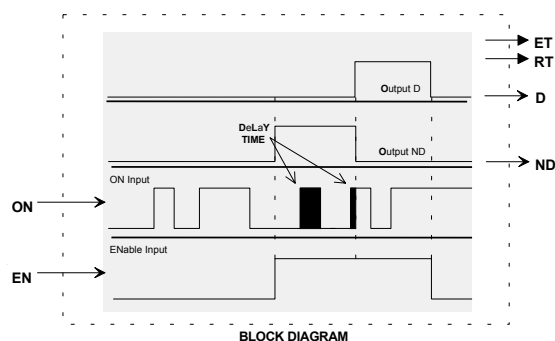 ET
RT
Output D
D
DeLaY
TIME
Output ND
ND
ON Input
ON
ENable Input
EN
BLOCK DIAGRAM